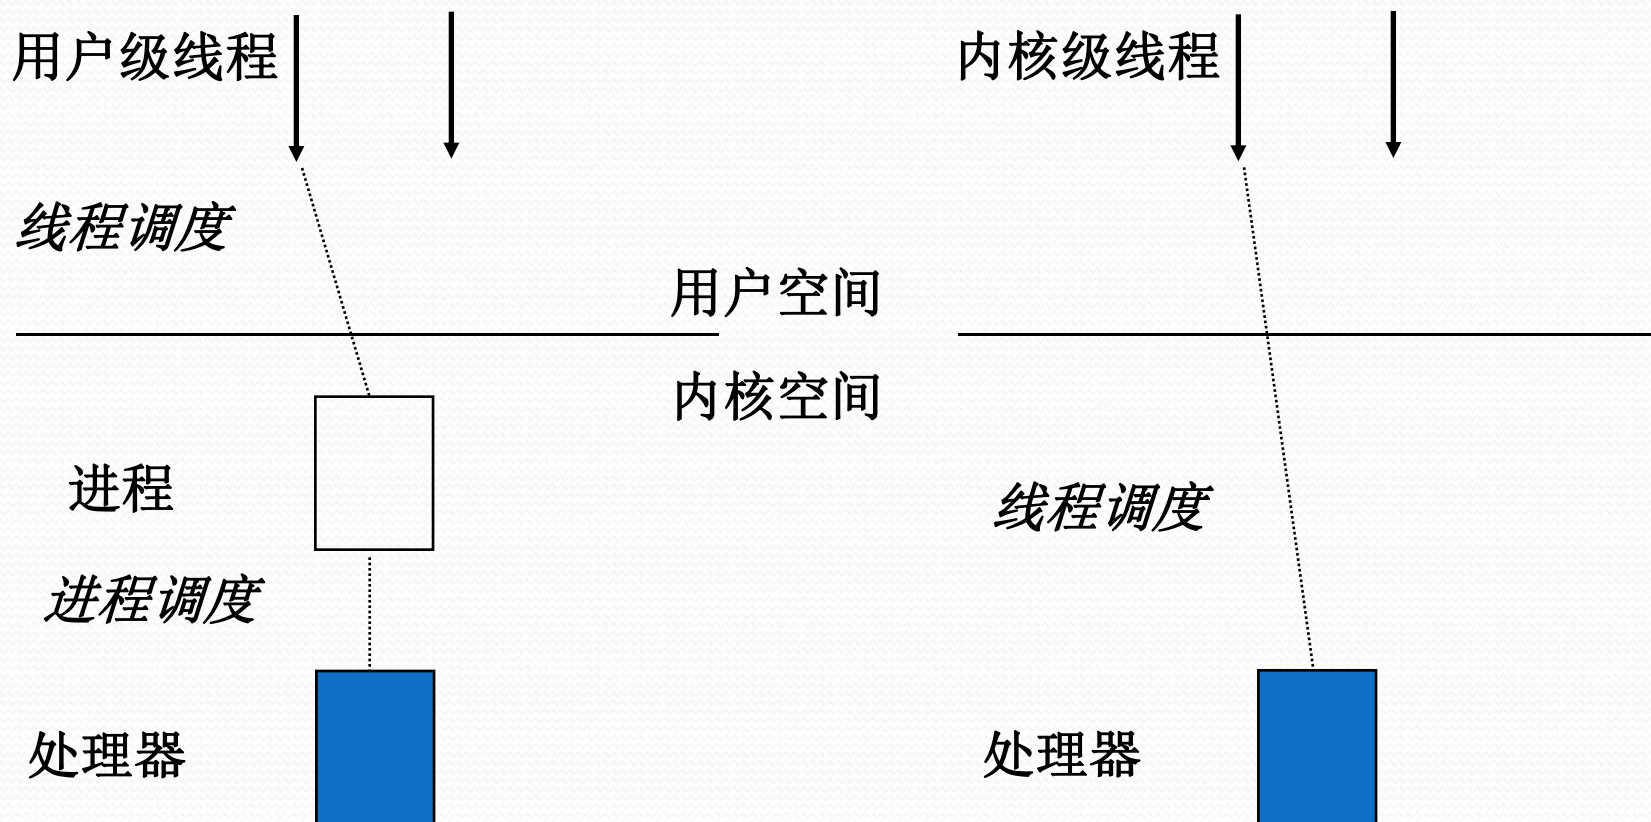 用户级线程
内核级线程
线程调度
用户空间
内核空间
进程
线程调度
进程调度
处理器
处理器